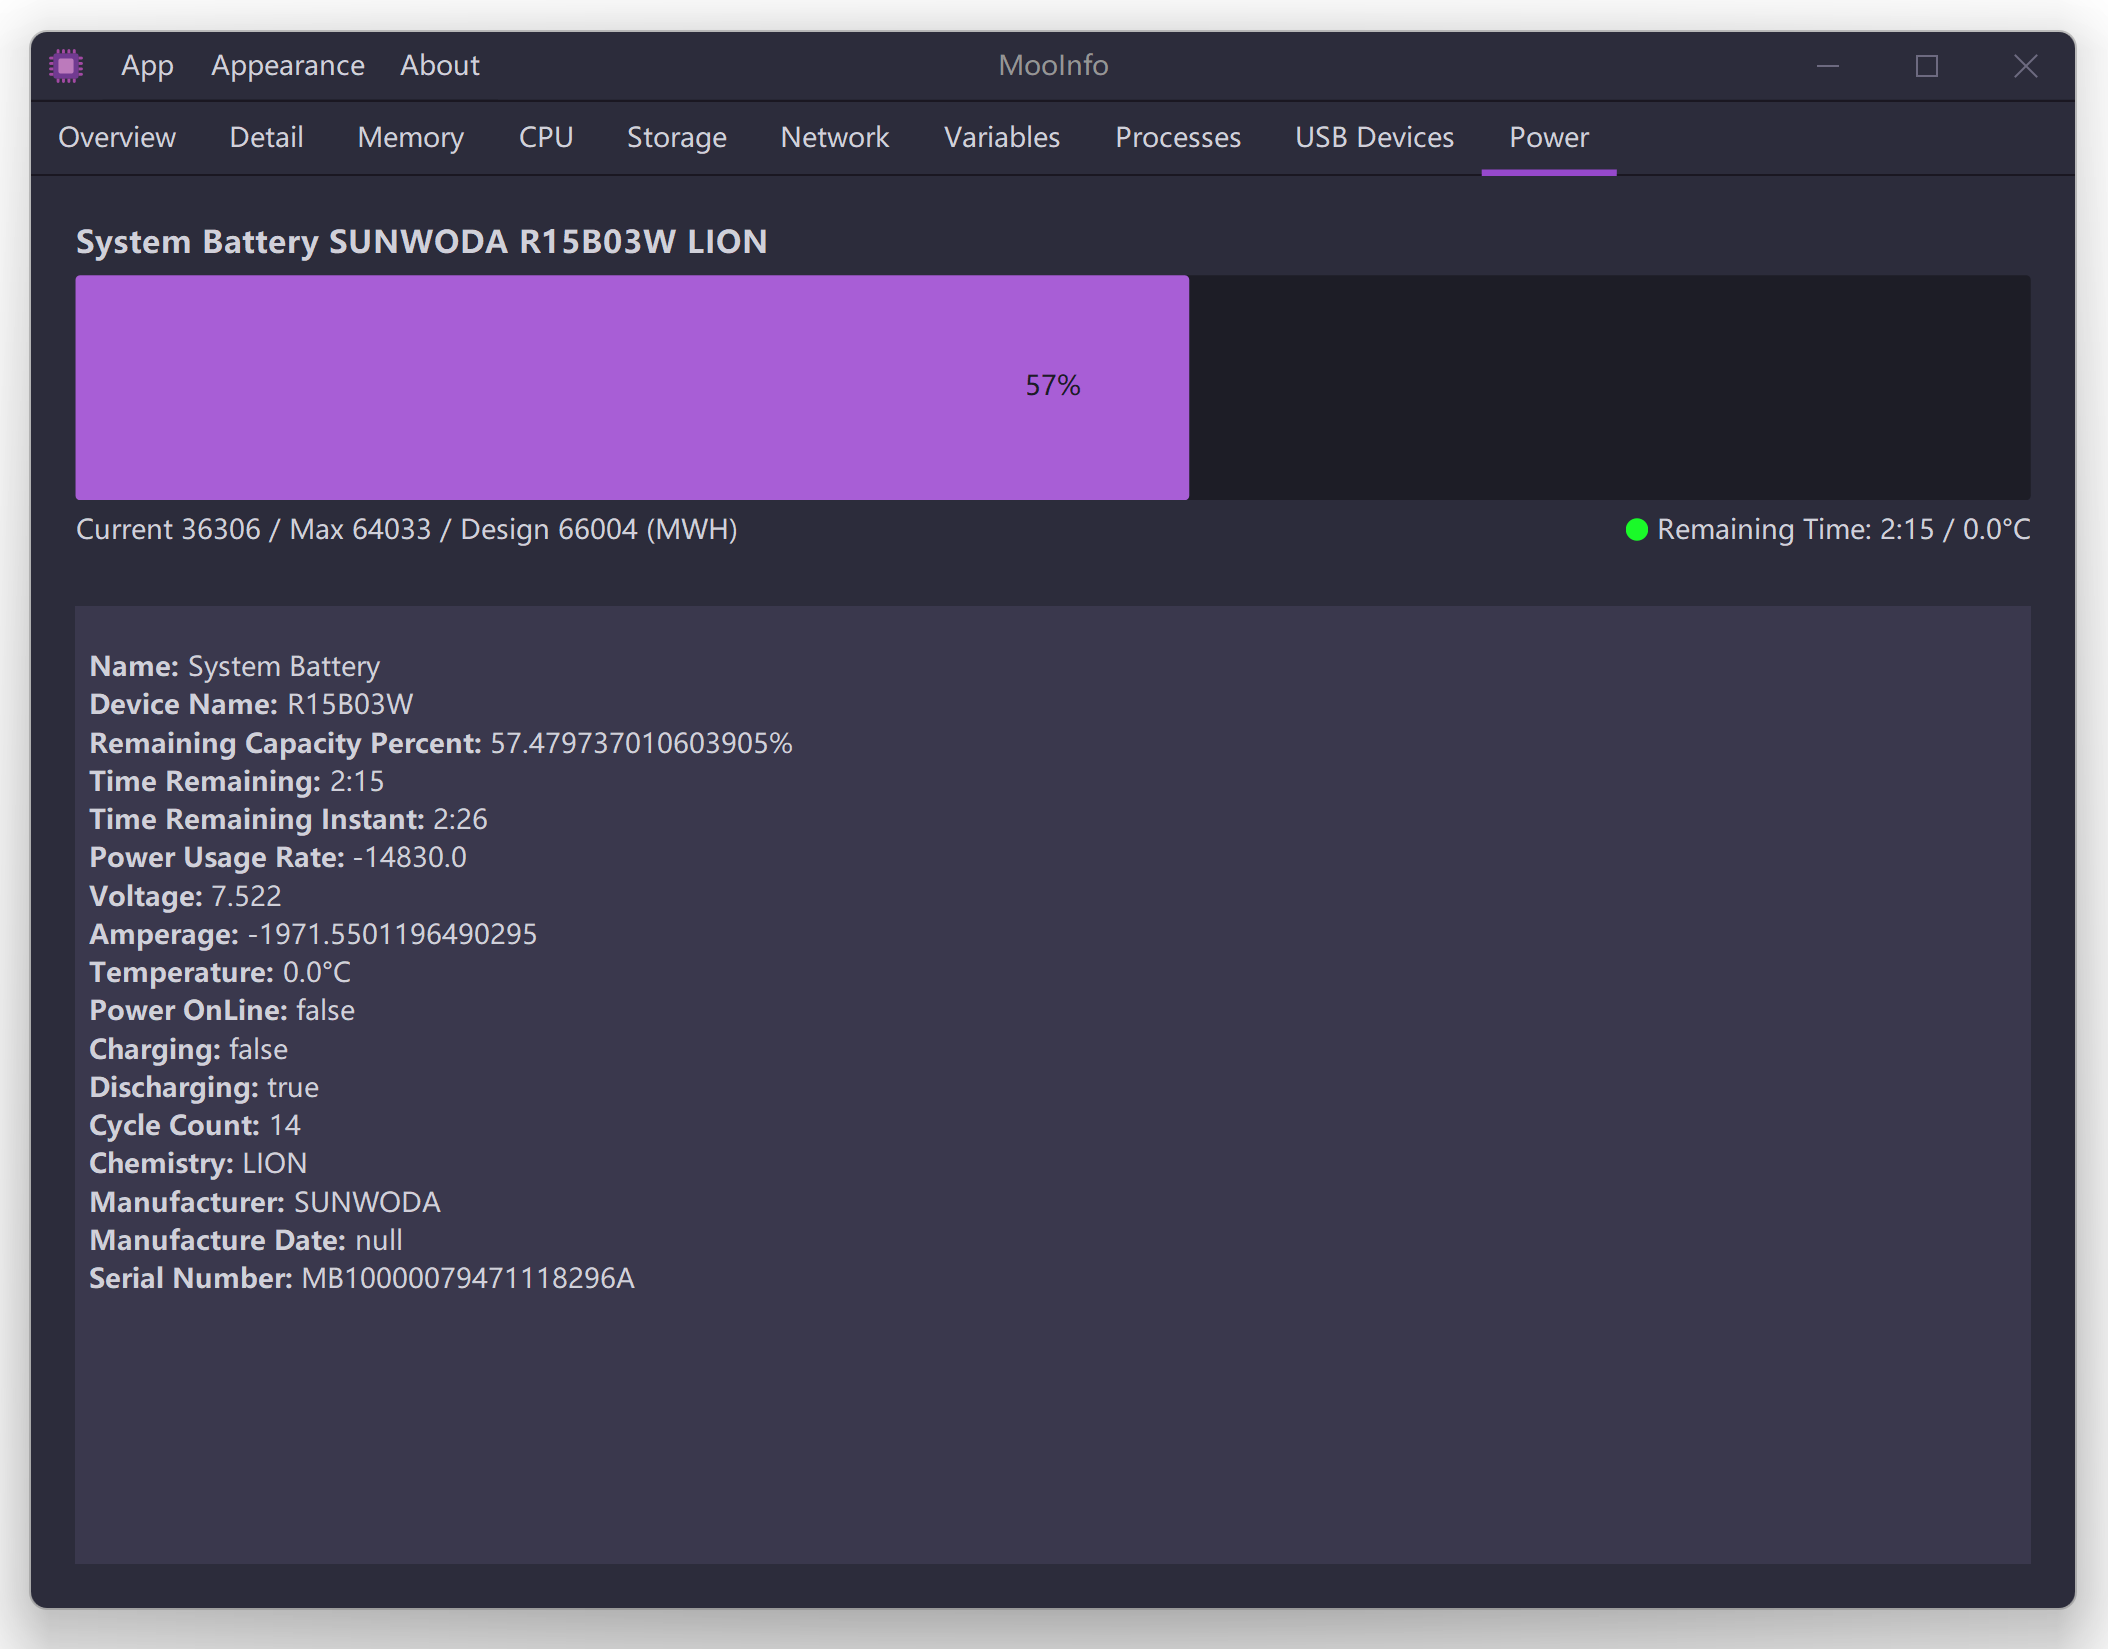 App Appearance About MooInfo
Overview Detail Memory CPU Storage Network Variables Processes USB Devices Power
System Battery SUNWODA R15B03W LION
57%
Current 36306 / Max 64033 / Design 66004 (MWH) Remaining Time: 2:15 / 0.0°C
Name: System Battery
Device Name: R15B03W
Remaining Capacity Percent: 57.479737010603905%
Time Remaining: 2:15
Time Remaining Instant: 2:26
Power Usage Rate: -14830.0
Voltage: 7.522
Amperage: -1971.5501196490295
Temperature: 0.0°C
Power OnLine: false
Charging: false
Discharging: true
Cycle Count: 14
Chemistry: LION
Manufacturer: SUNWODA
Manufacture Date: null
Serial Number: MB10000079471118296A